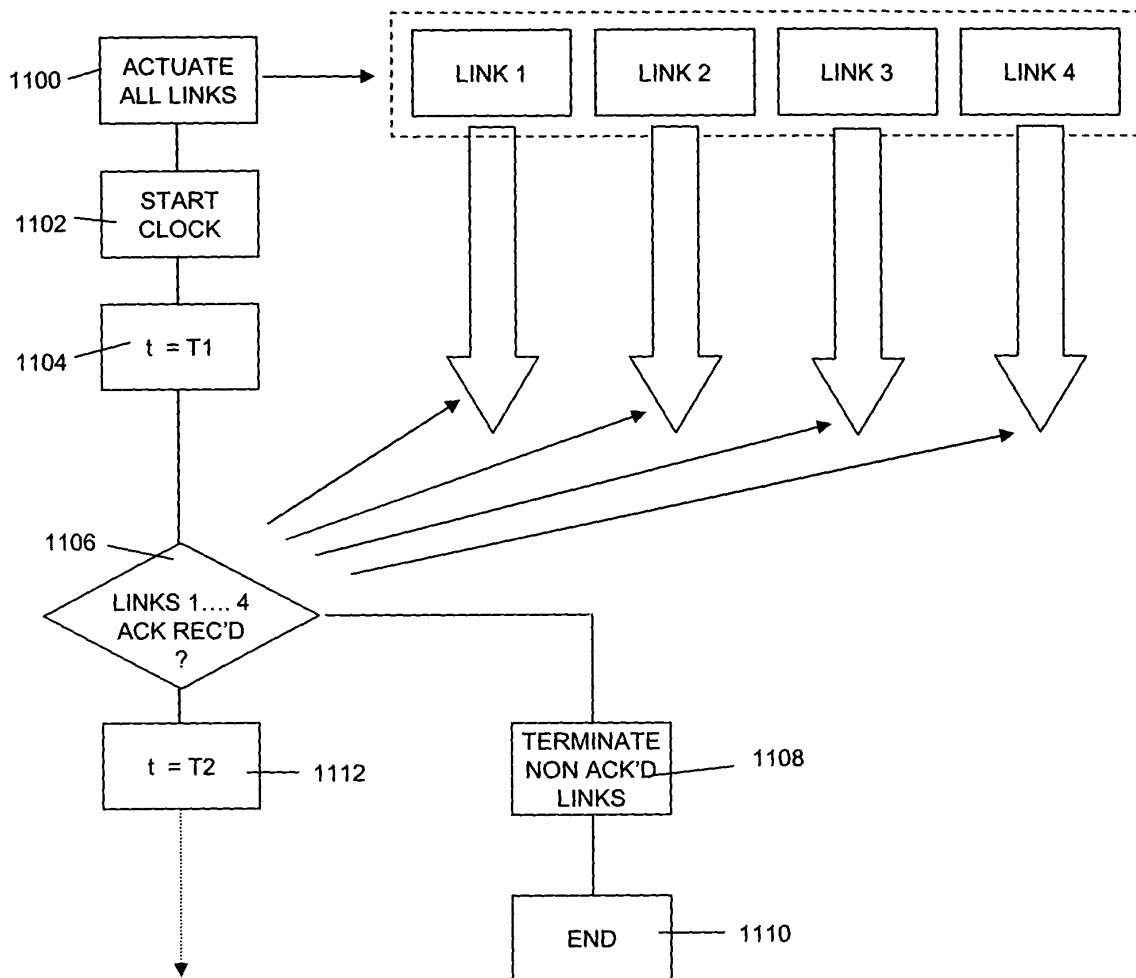 1100
ACTUATE
ALL LINKS
LINK 1
LINK 2
LINK 3
LINK 4
1102
START
CLOCK
1104
t = T1
1106
LINKS 1.... 4
ACK REC'D
?
t = T2
1112
TERMINATE
NON ACK'D
LINKS
1108
END
1110